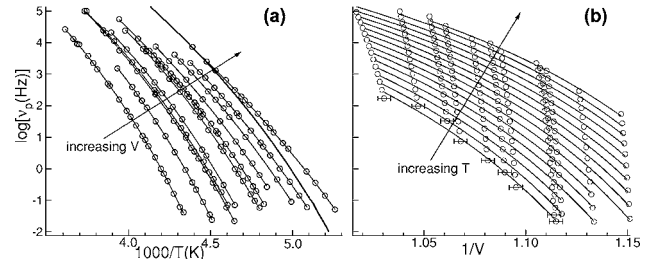 (a)
(b)
log[να(Hz)]
5
4
3
2
1
0
-1
-2
increasing V
increasing T
4.0
4.5
5.0
1000/T(K)
1.05
1.10
1.15
1/V